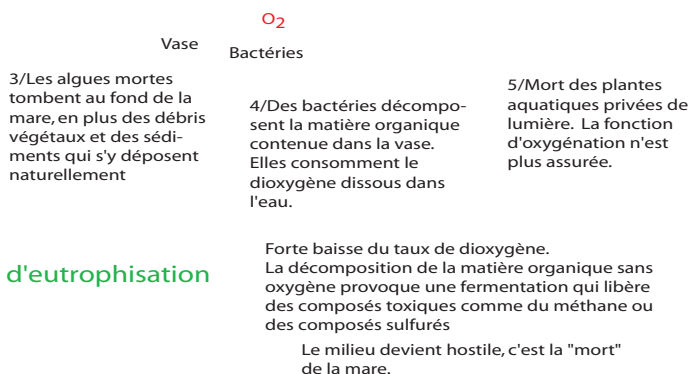 O2
Vase
Bactéries
3/Les algues mortes
tombent au fond de la
mare, en plus des débris
végétaux et des sédi-
ments qui s'y déposent
naturellement
4/Des bactéries décompo-
sent la matière organique
contenue dans la vase.
Elles consomment le
dioxygène dissous dans
l'eau.
5/Mort des plantes
aquatiques privées de
lumière. La fonction
d'oxygénation n'est
plus assurée.
d'eutrophisation
Forte baisse du taux de dioxygène.
La décomposition de la matière organique sans
oxygène provoque une fermentation qui libère
des composés toxiques comme du méthane ou
des composés sulfurés
Le milieu devient hostile, c'est la "mort"
de la mare.